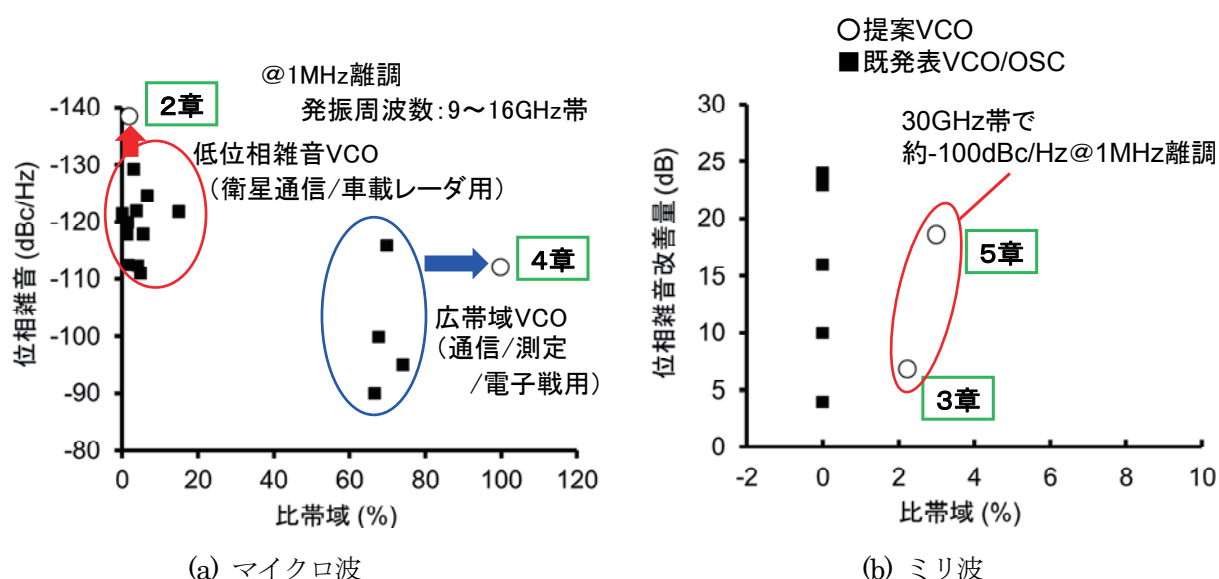 @1MHz離調
発振周波数:9～16GHz帯
2章
低位相雑音VCO
(衛星通信/車載レーダ用)
4章
広帯域VCO
(通信/測定
/電子戦用)
位相雑音 (dBc/Hz)
-140
-130
-120
-110
-100
-90
-80
0 20 40 60 80 100 120
比帯域 (%)
(a) マイクロ波
○提案VCO
■既発表VCO/OSC
30GHz帯で
約-100dBc/Hz@1MHz離調
5章
3章
位相雑音改善量 (dB)
30
25
20
15
10
5
0
-2 0 2 4 6 8 10
比帯域 (%)
(b) ミリ波